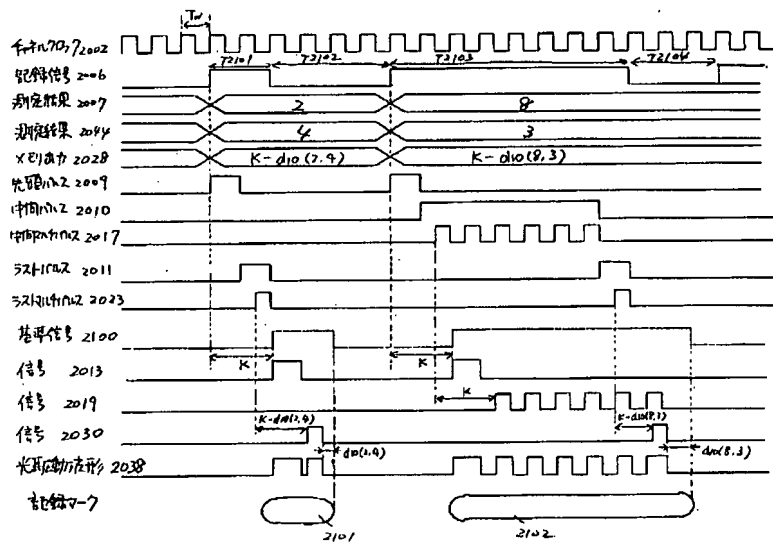 Tw
チャネルクロック2002
T2101 T2102 T2103 T2104
記録信号 2006
測定結果 2007 2 8
測定結果 2044 4 3
メモリ出力 2028 K-d10(2,4) K-d10(8,3)
先頭パルス 2009
中間パルス 2010
中間マルチパルス 2017
ラストパルス 2011
ラストマルチパルス 2023
基準信号 2100
K K
信号 2013
K
信号 2019
K-d10(2,4) K-d10(8,3)
信号 2030
d10(2,4) d10(8,3)
光駆動波形 2038
記録マーク
2101 2102